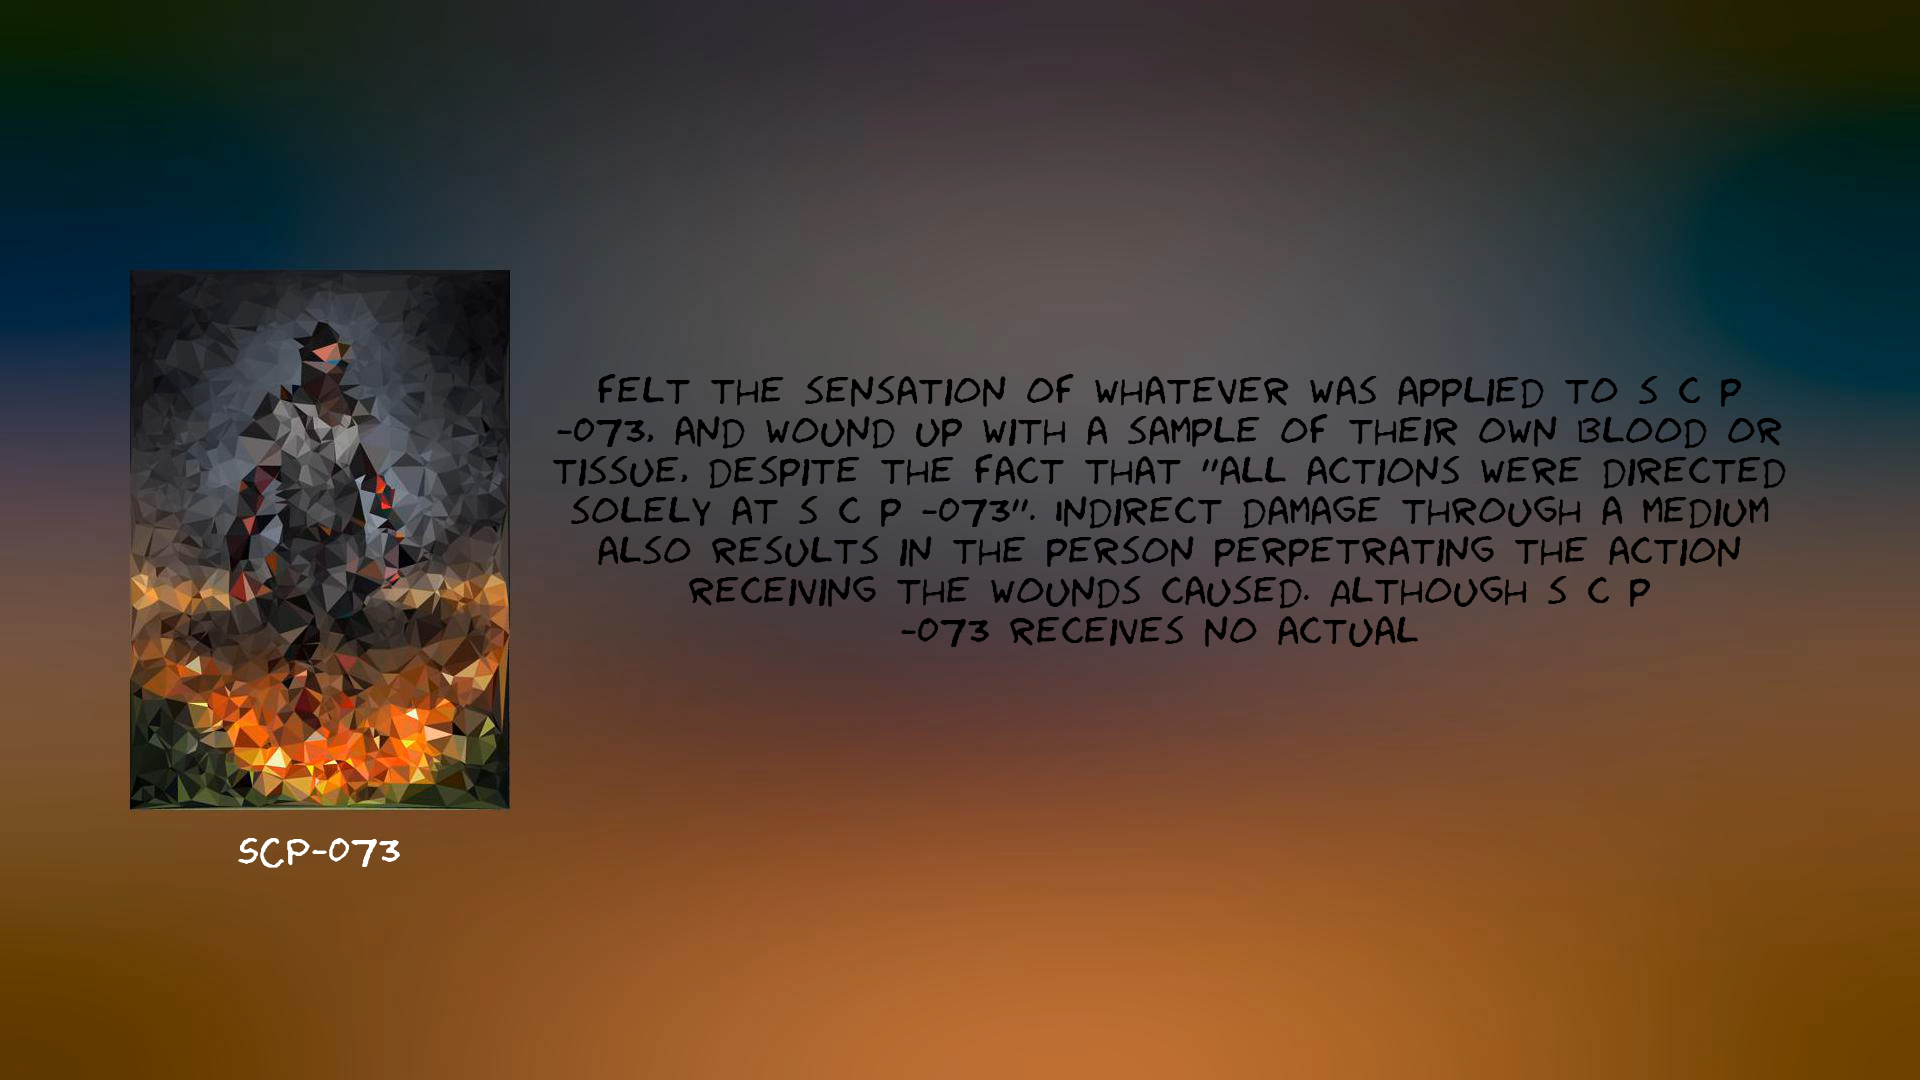 FELT THE SENSATION OF WHATEVER WAS APPLIED TO S C P
-073, AND WOUND UP WITH A SAMPLE OF THEIR OWN BLOOD OR
TISSUE, DESPITE THE FACT THAT "ALL ACTIONS WERE DIRECTED
SOLELY AT S C P -073". INDIRECT DAMAGE THROUGH A MEDIUM
ALSO RESULTS IN THE PERSON PERPETRATING THE ACTION
RECEIVING THE WOUNDS CAUSED. ALTHOUGH S C P
-073 RECEIVES NO ACTUAL
SCP-073